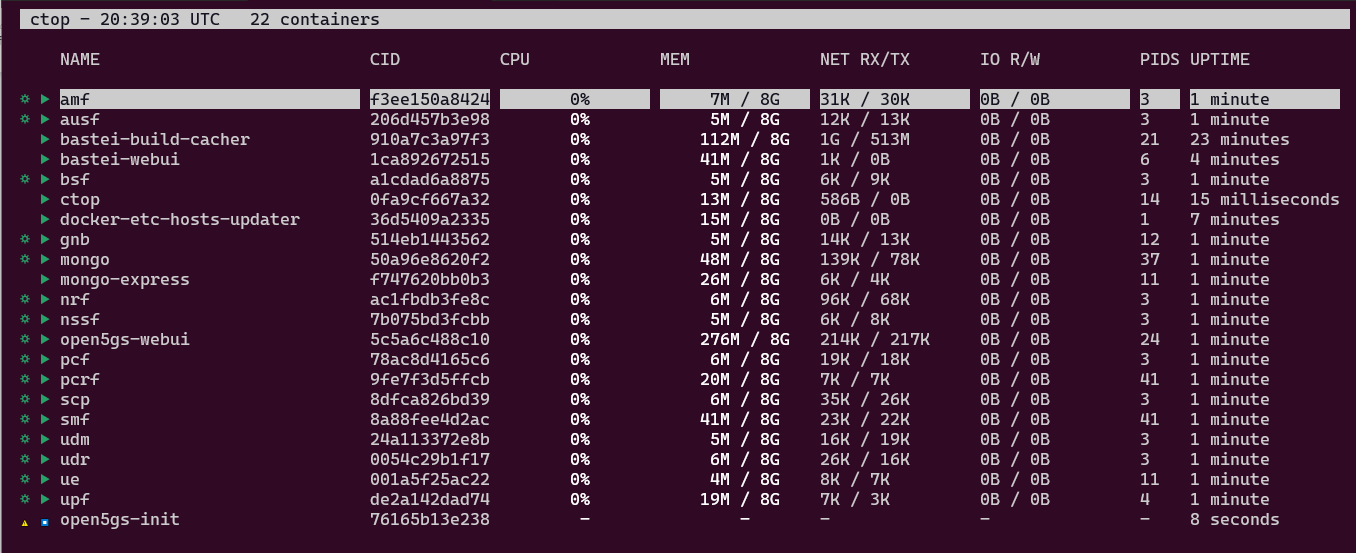 ctop - 20:39:03 UTC   22 containers
NAME CID CPU MEM NET RX/TX IO R/W PIDS UPTIME
amf f3ee150a8424 0% 7M / 8G 31K / 30K 0B / 0B 3 1 minute
ausf 206d457b3e98 0% 5M / 8G 12K / 13K 0B / 0B 3 1 minute
bastei-build-cacher 910a7c3a97f3 0% 112M / 8G 1G / 513M 0B / 0B 21 23 minutes
bastei-webui 1ca892672515 0% 41M / 8G 1K / 0B 0B / 0B 6 4 minutes
bsf a1cdad6a8875 0% 5M / 8G 6K / 9K 0B / 0B 3 1 minute
ctop 0fa9cf667a32 0% 13M / 8G 586B / 0B 0B / 0B 14 15 milliseconds
docker-etc-hosts-updater 36d5409a2335 0% 15M / 8G 0B / 0B 0B / 0B 1 7 minutes
gnb 514eb1443562 0% 5M / 8G 14K / 13K 0B / 0B 12 1 minute
mongo 50a96e8620f2 0% 48M / 8G 139K / 78K 0B / 0B 37 1 minute
mongo-express f747620bb0b3 0% 26M / 8G 6K / 4K 0B / 0B 11 1 minute
nrf ac1fbdb3fe8c 0% 6M / 8G 96K / 68K 0B / 0B 3 1 minute
nssf 7b075bd3fcbb 0% 5M / 8G 6K / 8K 0B / 0B 3 1 minute
open5gs-webui 5c5a6c488c10 0% 276M / 8G 214K / 217K 0B / 0B 24 1 minute
pcf 78ac8d4165c6 0% 6M / 8G 19K / 18K 0B / 0B 3 1 minute
pcrf 9fe7f3d5ffcb 0% 20M / 8G 7K / 7K 0B / 0B 41 1 minute
scp 8dfca826bd39 0% 6M / 8G 35K / 26K 0B / 0B 3 1 minute
smf 8a88fee4d2ac 0% 41M / 8G 23K / 22K 0B / 0B 41 1 minute
udm 24a113372e8b 0% 5M / 8G 16K / 19K 0B / 0B 3 1 minute
udr 0054c29b1f17 0% 6M / 8G 26K / 16K 0B / 0B 3 1 minute
ue 001a5f25ac22 0% 4M / 8G 8K / 7K 0B / 0B 11 1 minute
upf de2a142dad74 0% 19M / 8G 7K / 3K 0B / 0B 4 1 minute
open5gs-init 76165b13e238 - - - - - 8 seconds